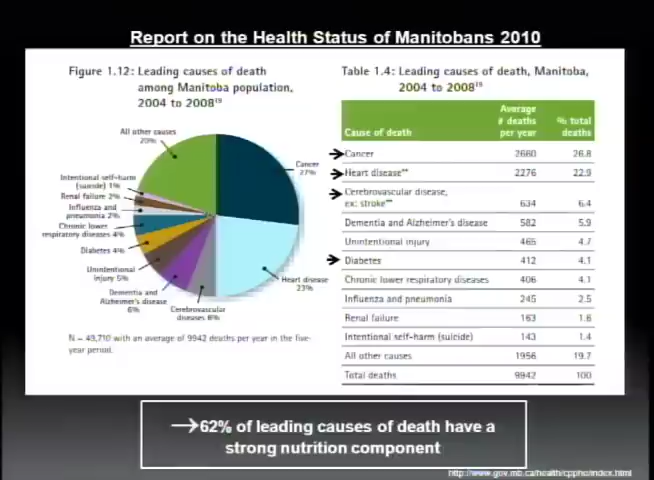 Report on the Health Status of Manitobans 2010
Figure 1.12: Leading causes of death
among Manitoba population,
2004 to 2008¹⁹
All other causes
20%
Intentional self-harm
(suicide) 1%
Renal failure 2%
Influenza and
pneumonia 2%
Chronic lower
respiratory diseases 4%
Diabetes 4%
Unintentional
injury 5%
Dementia and
Alzheimer's disease
6%
Cerebrovascular
diseases 6%
Heart disease
23%
Cancer
27%
N = 49,710 with an average of 9942 deaths per year in the five-
year period.
Table 1.4: Leading causes of death, Manitoba,
2004 to 2008¹⁹
Cause of death Average # deaths per year % total deaths
Cancer 2660 26.8
Heart disease** 2276 22.9
Cerebrovascular disease,
ex: stroke** 634 6.4
Dementia and Alzheimer's disease 582 5.9
Unintentional injury 465 4.7
Diabetes 412 4.1
Chronic lower respiratory diseases 406 4.1
Influenza and pneumonia 245 2.5
Renal failure 163 1.6
Intentional self-harm (suicide) 143 1.4
All other causes 1956 19.7
Total deaths 9942 100
→62% of leading causes of death have a
strong nutrition component
http://www.gov.mb.ca/health/cppho/index.html